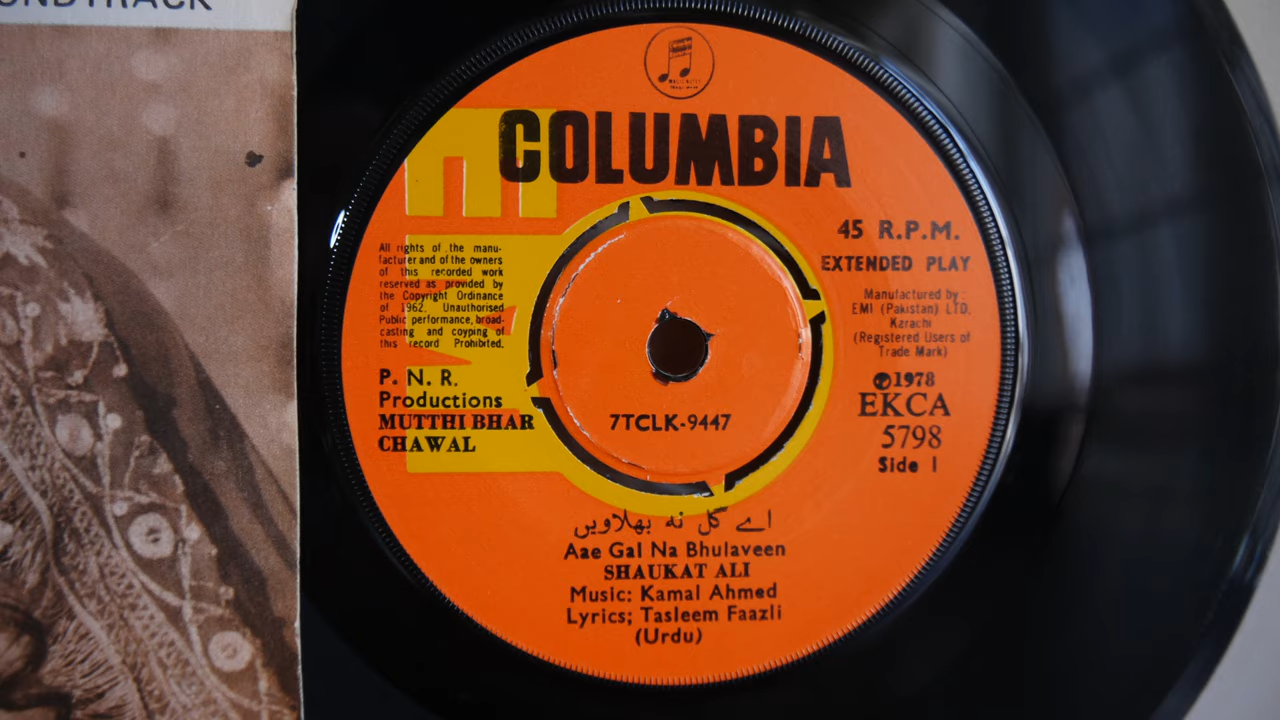 UNDTRACK
COLUMBIA
45 R.P.M.
EXTENDED PLAY
All rights of the manu-
facturer and of the owners
of this recorded work
reserved as provided by
the Copyright Ordinance
of 1962. Unauthorised
Public performance, broad-
casting and coyping of
this record Prohibited.
Manufactured by:
EMI (Pakistan) LTD.
Karachi
(Registered Users of
Trade Mark)
P. N. R.
Productions
MUTTHI BHAR
CHAWAL
℗1978
EKCA
5798
Side 1
7TCLK-9447
اے گل نہ بھلاویں
Aae Gal Na Bhulaveen
SHAUKAT ALI
Music: Kamal Ahmed
Lyrics; Tasleem Faazli
(Urdu)
EMI